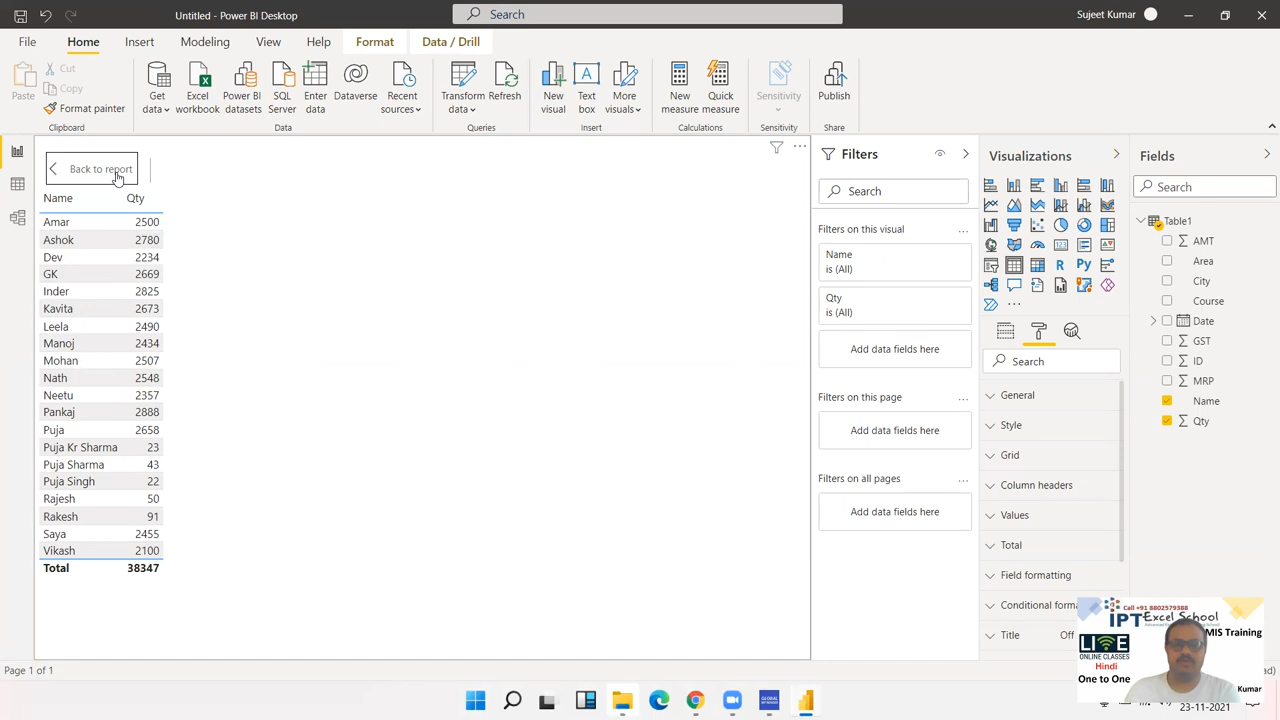 Untitled - Power BI Desktop
Search
Sujeet Kumar
File Home Insert Modeling View Help Format Data / Drill
Paste
Cut
Copy
Format painter
Clipboard
Get data
Excel workbook
Power BI datasets
SQL Server
Enter data
Dataverse
Recent sources
Data
Transform data
Refresh
Queries
New visual
Text box
More visuals
Insert
New measure
Quick measure
Calculations
Sensitivity
Sensitivity
Publish
Share
Back to report
Name Qty
Amar 2500
Ashok 2780
Dev 2234
GK 2669
Inder 2825
Kavita 2673
Leela 2490
Manoj 2434
Mohan 2507
Nath 2548
Neetu 2357
Pankaj 2888
Puja 2658
Puja Kr Sharma 23
Puja Sharma 43
Puja Singh 22
Rajesh 50
Rakesh 91
Saya 2455
Vikash 2100
Total 38347
Filters
Search
Filters on this visual
Name
is (All)
Qty
is (All)
Add data fields here
Filters on this page
Add data fields here
Filters on all pages
Add data fields here
Visualizations
R Py
123
Search
General
Style
Grid
Column headers
Values
Total
Field formatting
Title Off
Fields
Search
Table1
AMT
Area
City
Course
Date
GST
ID
MRP
Name
Qty
Call +91 8802579388
IPT Excel School
MIS Training
LIVE
ONLINE CLASSES
Hindi
One to One
Kumar
Page 1 of 1
23-11-2021